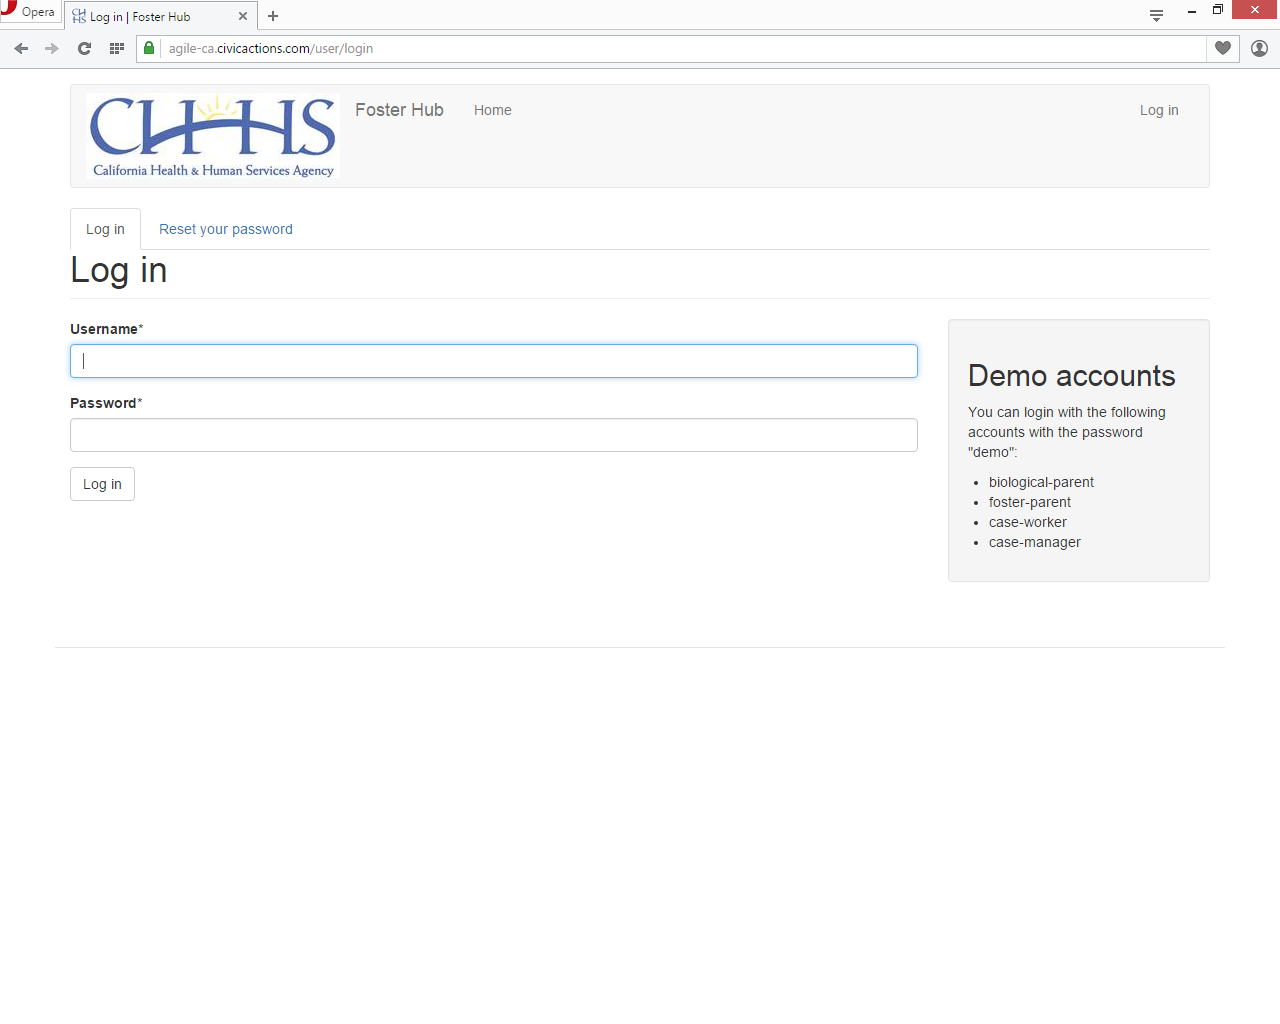 Opera
Log in | Foster Hub
agile-ca.civicactions.com/user/login
CHHS
California Health & Human Services Agency
Foster Hub
Home
Log in
Log in
Reset your password
Log in
Username*
Password*
Log in
Demo accounts
You can login with the following
accounts with the password
"demo":
biological-parent
foster-parent
case-worker
case-manager